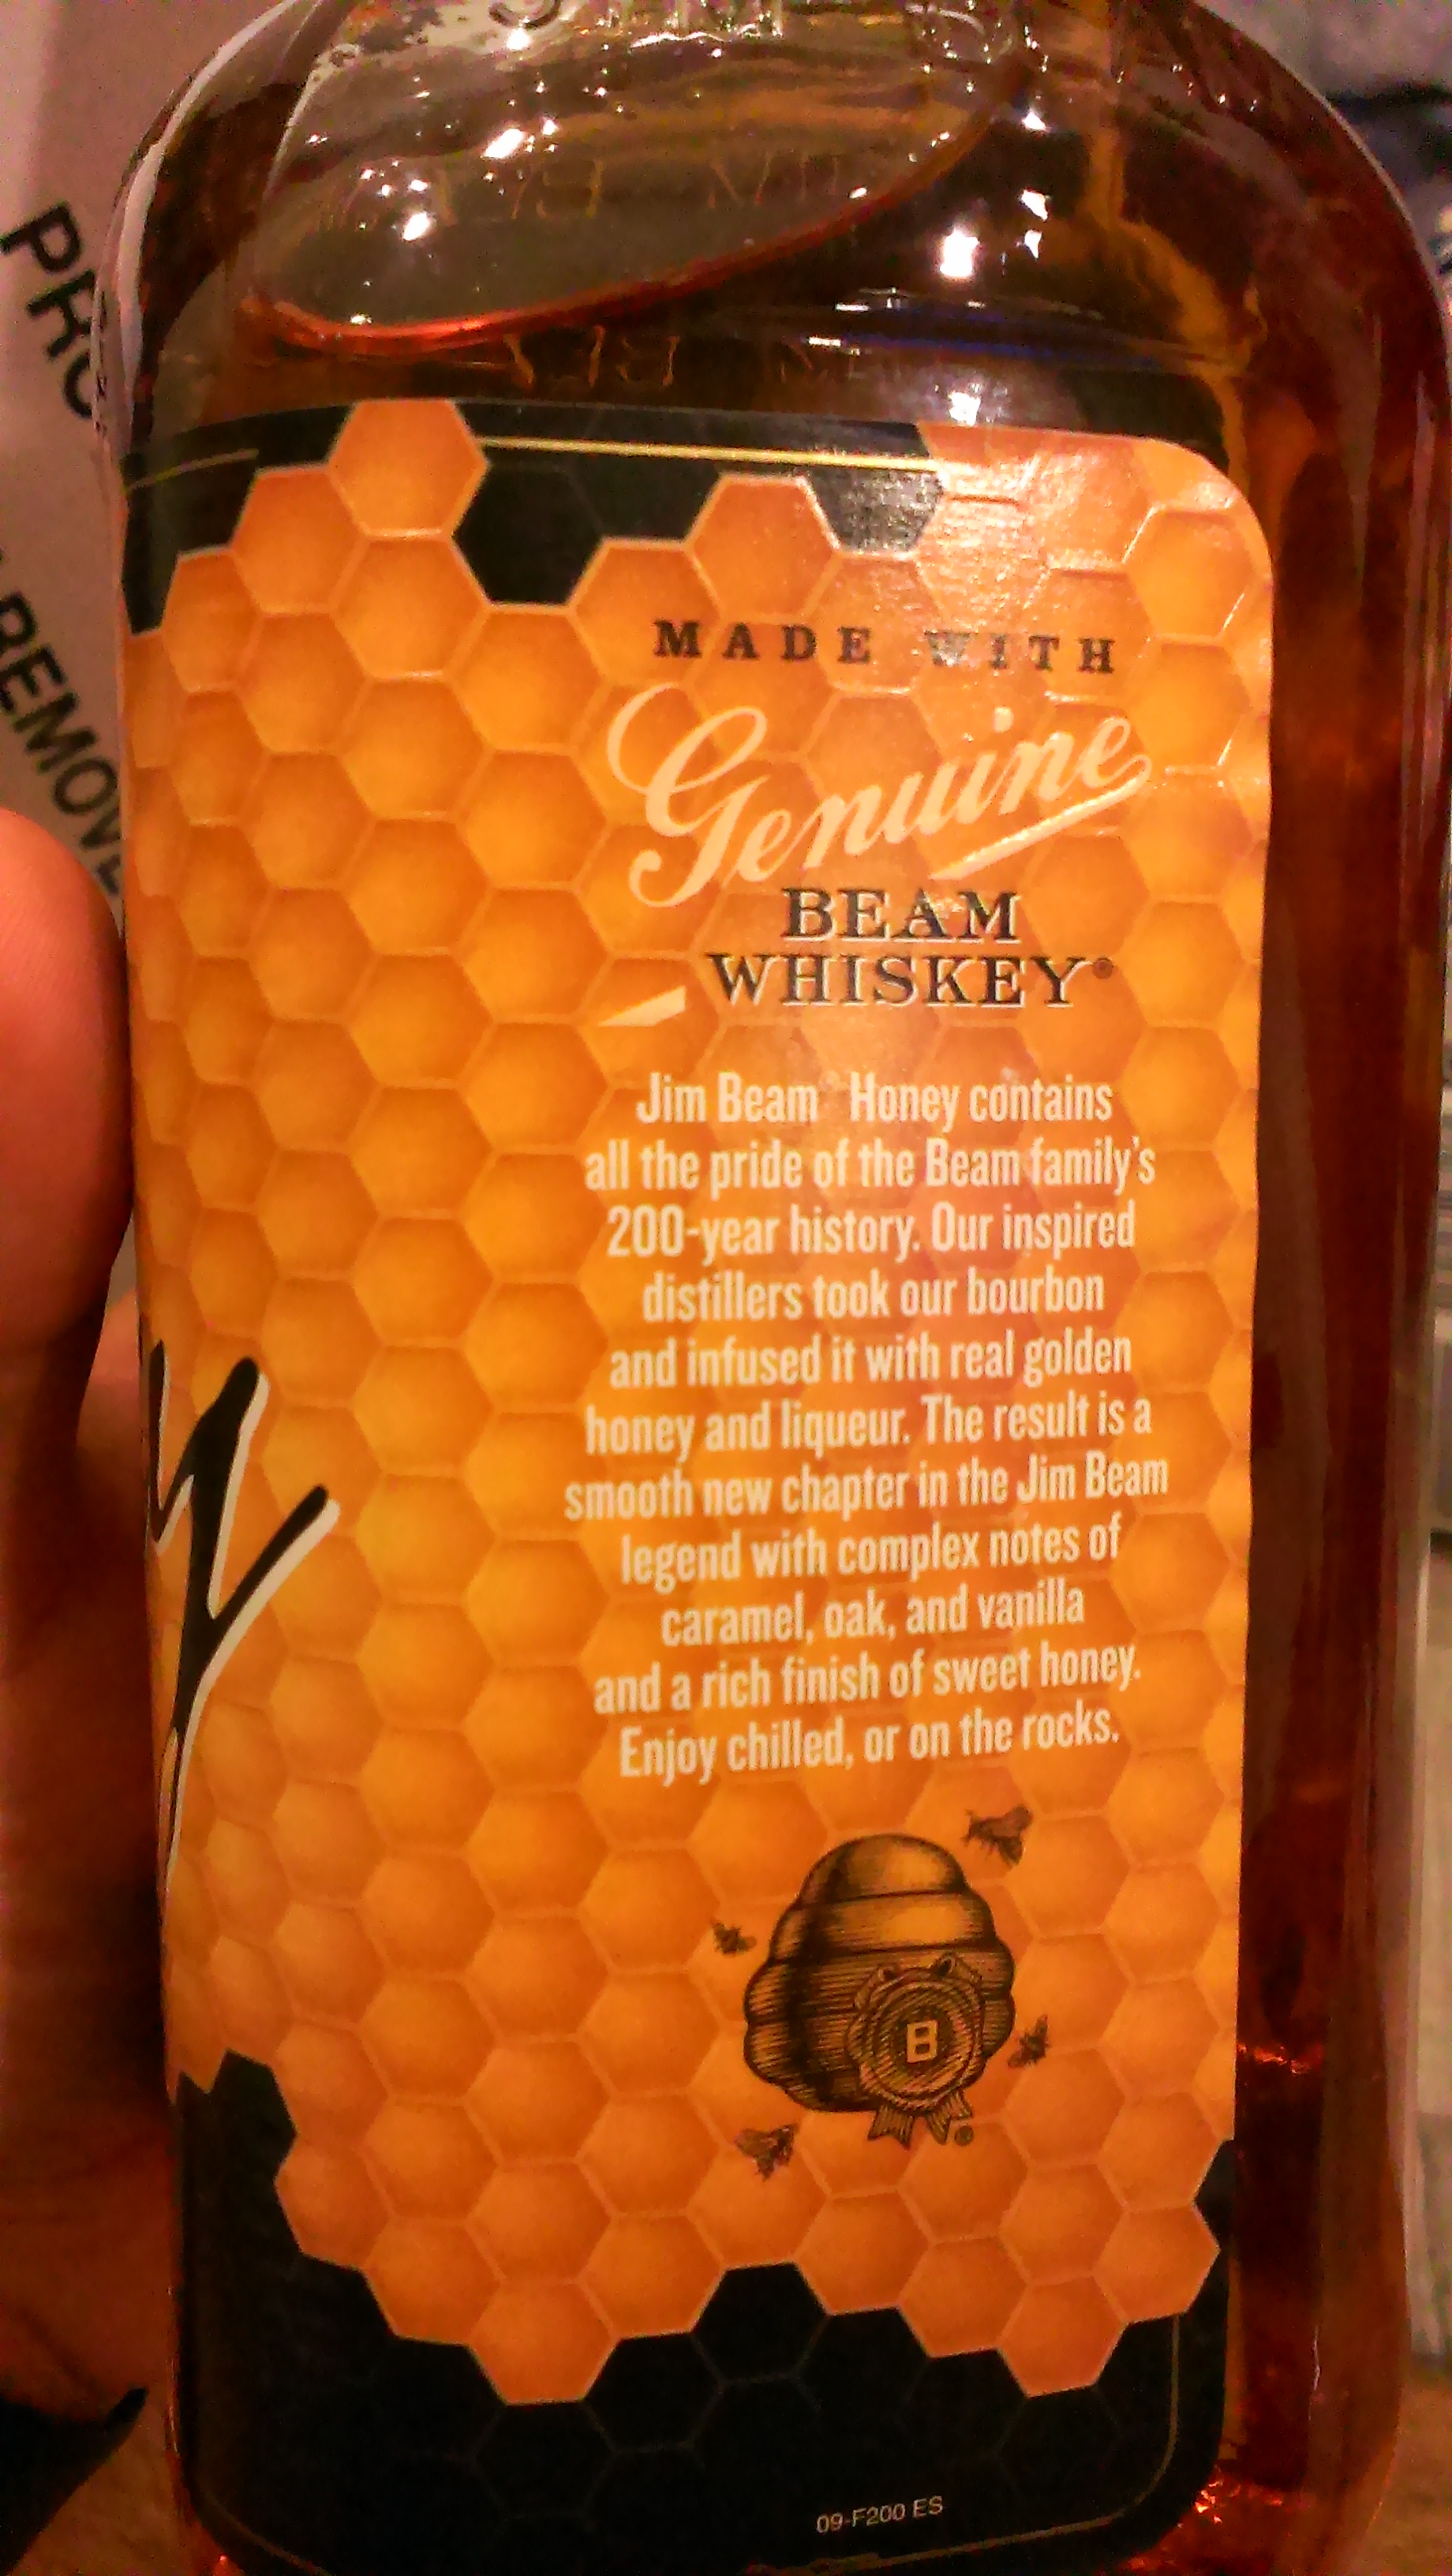 PRO
REMOVE
MADE WITH
Genuine
BEAM
WHISKEY®
Jim Beam® Honey contains
all the pride of the Beam family's
200-year history. Our inspired
distillers took our bourbon
and infused it with real golden
honey and liqueur. The result is a
smooth new chapter in the Jim Beam
legend with complex notes of
caramel, oak, and vanilla
and a rich finish of sweet honey.
Enjoy chilled, or on the rocks.
y
B
®
09-F200 ES